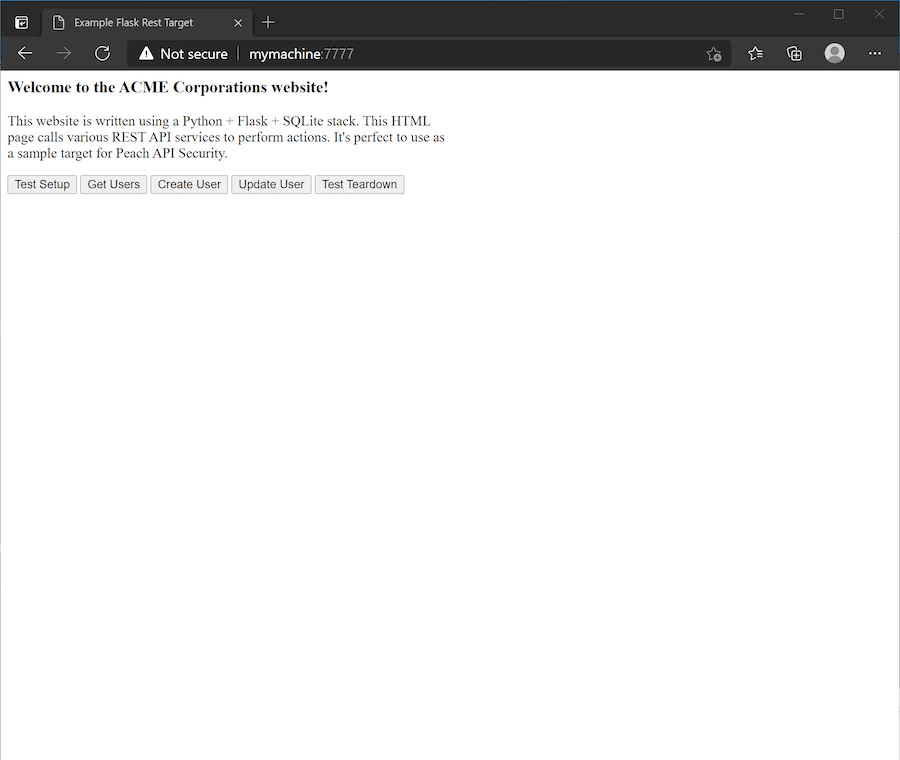 Example Flask Rest Target
Not secure mymachine:7777
Welcome to the ACME Corporations website!
This website is written using a Python + Flask + SQLite stack. This HTML
page calls various REST API services to perform actions. It's perfect to use as
a sample target for Peach API Security.
Test Setup Get Users Create User Update User Test Teardown